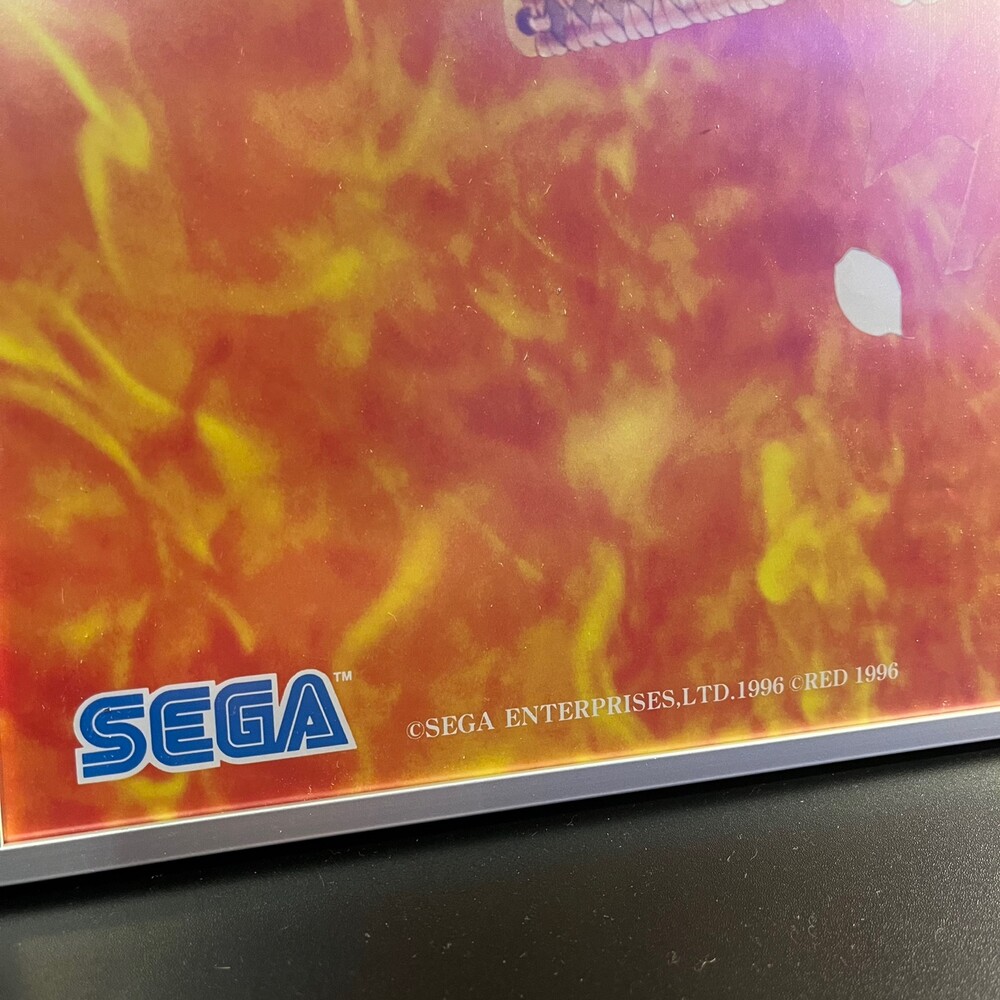 SEGA™
©SEGA ENTERPRISES,LTD.1996 ©RED 1996